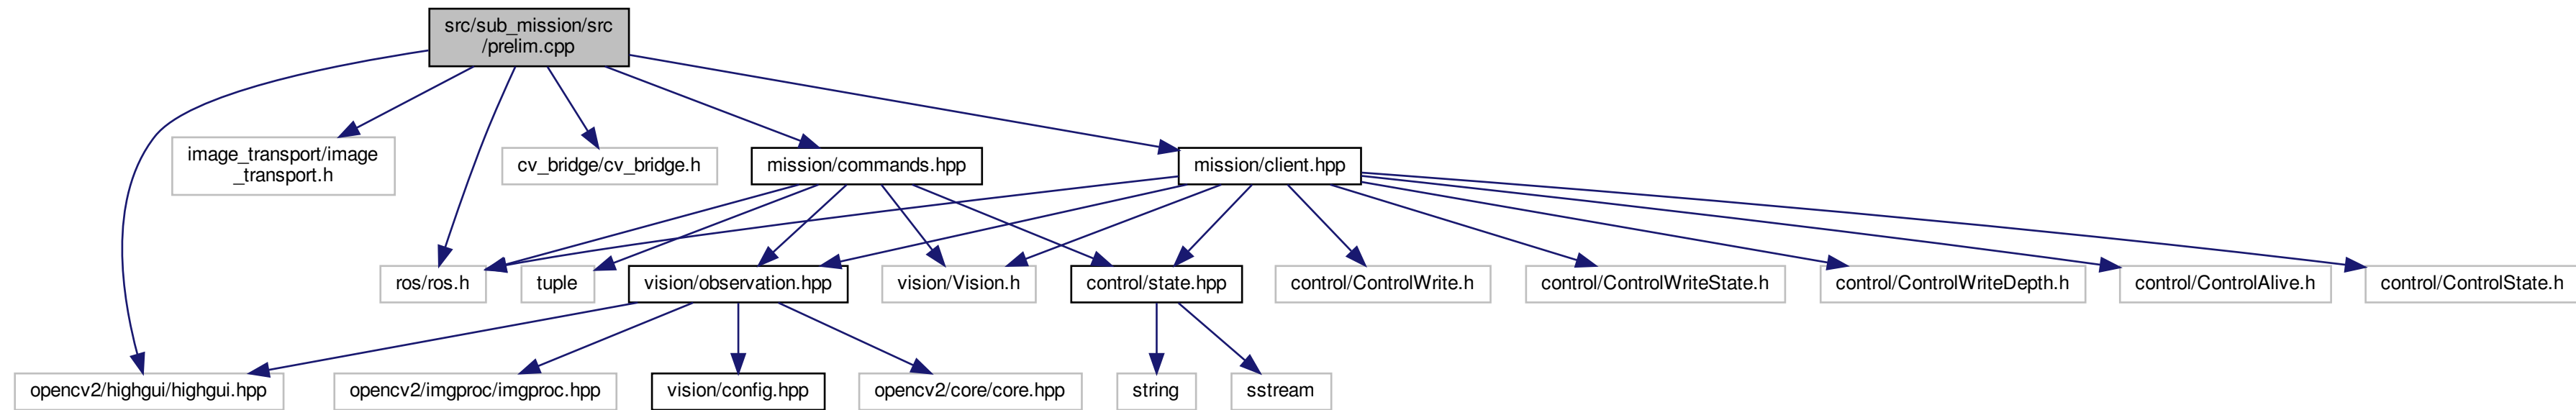 src/sub_mission/src
/prelim.cpp
image_transport/image
_transport.h
cv_bridge/cv_bridge.h
mission/commands.hpp
mission/client.hpp
ros/ros.h
tuple
vision/observation.hpp
vision/Vision.h
control/state.hpp
control/ControlWrite.h
control/ControlWriteState.h
control/ControlWriteDepth.h
control/ControlAlive.h
control/ControlState.h
opencv2/highgui/highgui.hpp
opencv2/imgproc/imgproc.hpp
vision/config.hpp
opencv2/core/core.hpp
string
sstream